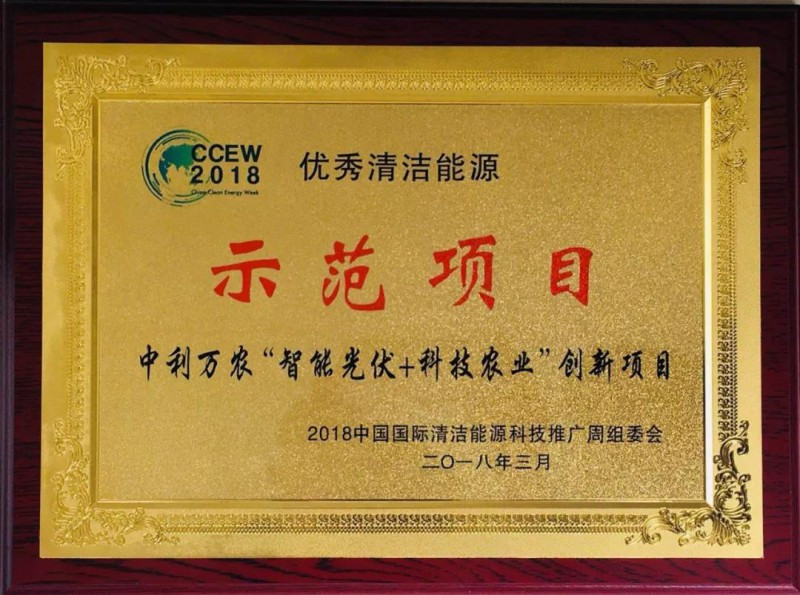 CCEW
2018
China Clean Energy Week
优秀清洁能源
示范项目
中利万农“智能光伏+科技农业”创新项目
2018中国国际清洁能源科技推广周组委会
二〇一八年三月